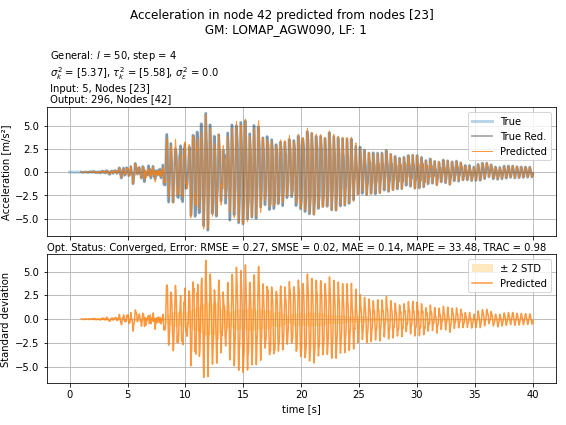 Acceleration in node 42 predicted from nodes [23]
GM: LOMAP_AGW090, LF: 1
General: l = 50, step = 4
σ²ₖ = [5.37], τ²ₖ = [5.58], σ²ε = 0.0
Input: 5, Nodes [23]
Output: 296, Nodes [42]
Acceleration [m/s²]
5.0
2.5
0.0
−2.5
−5.0
True
True Red.
Predicted
Opt. Status: Converged, Error: RMSE = 0.27, SMSE = 0.02, MAE = 0.14, MAPE = 33.48, TRAC = 0.98
Standard deviation
5.0
2.5
0.0
−2.5
−5.0
± 2 STD
Predicted
0 5 10 15 20 25 30 35 40
time [s]